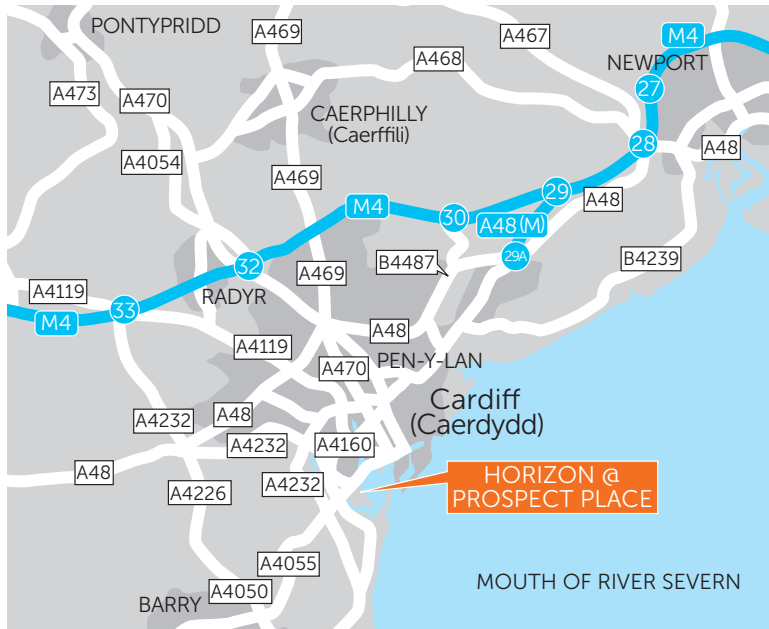 PONTYPRIDD
A469
A467
M4
A468
NEWPORT
27
A473
A470
CAERPHILLY
(Caerffili)
28
A48
A4054
A469
29
A48
M4
30
A48(M)
29A
B4487
B4239
32
A469
A4119
RADYR
33
M4
A48
A4119
PEN-Y-LAN
A470
Cardiff
(Caerdydd)
A4232
A48
A4232
A4160
A48
A4226
A4232
HORIZON @
PROSPECT PLACE
A4055
MOUTH OF RIVER SEVERN
A4050
BARRY